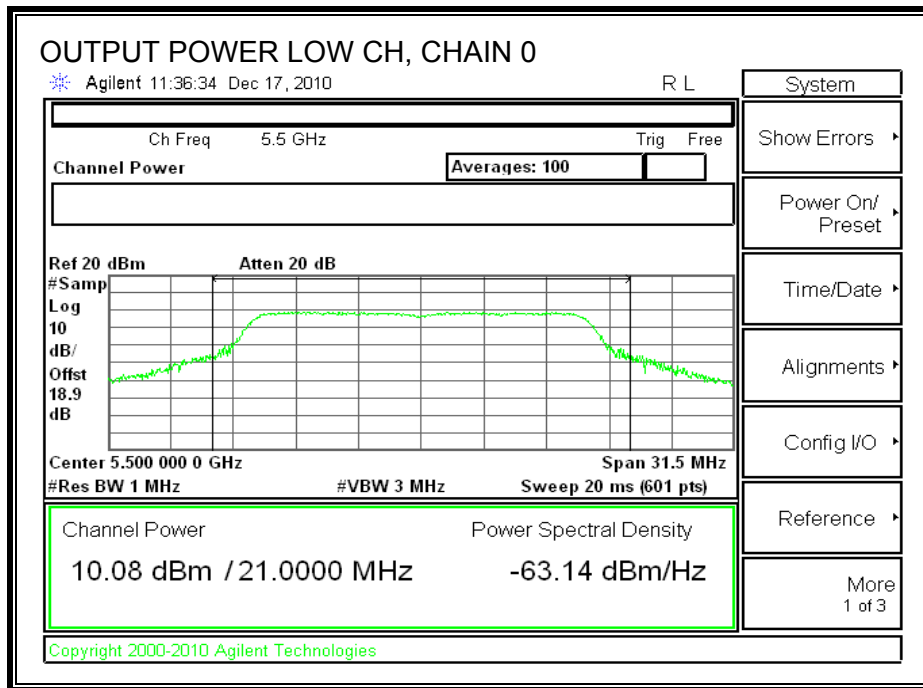 OUTPUT POWER LOW CH, CHAIN 0
Agilent 11:36:34 Dec 17, 2010 R L
System
Ch Freq 5.5 GHz Trig Free
Channel Power Averages: 100
Show Errors
Power On/
Preset
Ref 20 dBm Atten 20 dB
#Samp
Log
10
dB/
Offst
18.9
dB
Time/Date
Alignments
Config I/O
Center 5.500 000 0 GHz Span 31.5 MHz
#Res BW 1 MHz #VBW 3 MHz Sweep 20 ms (601 pts)
Channel Power Power Spectral Density
10.08 dBm / 21.0000 MHz -63.14 dBm/Hz
Reference
More
1 of 3
Copyright 2000-2010 Agilent Technologies